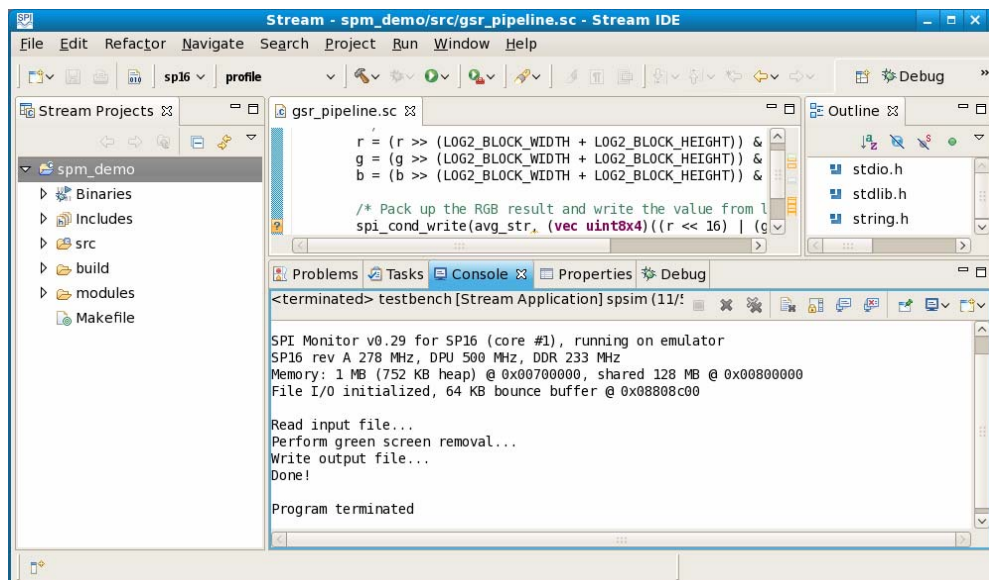 SPI
Stream - spm_demo/src/gsr_pipeline.sc - Stream IDE
File Edit Refactor Navigate Search Project Run Window Help
010
sp16
profile
Debug
»
Stream Projects
gsr_pipeline.sc
Outline
spm_demo
Binaries
Includes
src
build
modules
Makefile
r = (r >> (LOG2_BLOCK_WIDTH + LOG2_BLOCK_HEIGHT)) &
g = (g >> (LOG2_BLOCK_WIDTH + LOG2_BLOCK_HEIGHT)) &
b = (b >> (LOG2_BLOCK_WIDTH + LOG2_BLOCK_HEIGHT)) &
/* Pack up the RGB result and write the value from l
spi_cond_write(avg_str, (vec uint8x4)((r << 16) | (g
stdio.h
stdlib.h
string.h
Problems Tasks Console Properties Debug
<terminated> testbench [Stream Application] spsim (11/5
SPI Monitor v0.29 for SP16 (core #1), running on emulator
SP16 rev A 278 MHz, DPU 500 MHz, DDR 233 MHz
Memory: 1 MB (752 KB heap) @ 0x00700000, shared 128 MB @ 0x00800000
File I/O initialized, 64 KB bounce buffer @ 0x08808c00
Read input file...
Perform green screen removal...
Write output file...
Done!
Program terminated